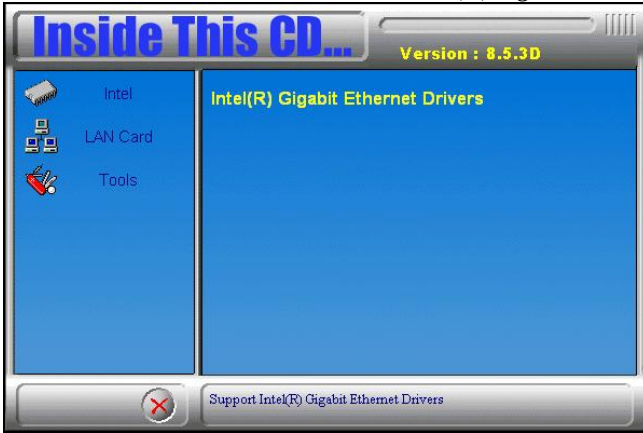 Inside This CD...
Version : 8.5.3D
Intel
LAN Card
Tools
Intel(R) Gigabit Ethernet Drivers
Support Intel(R) Gigabit Ethernet Drivers